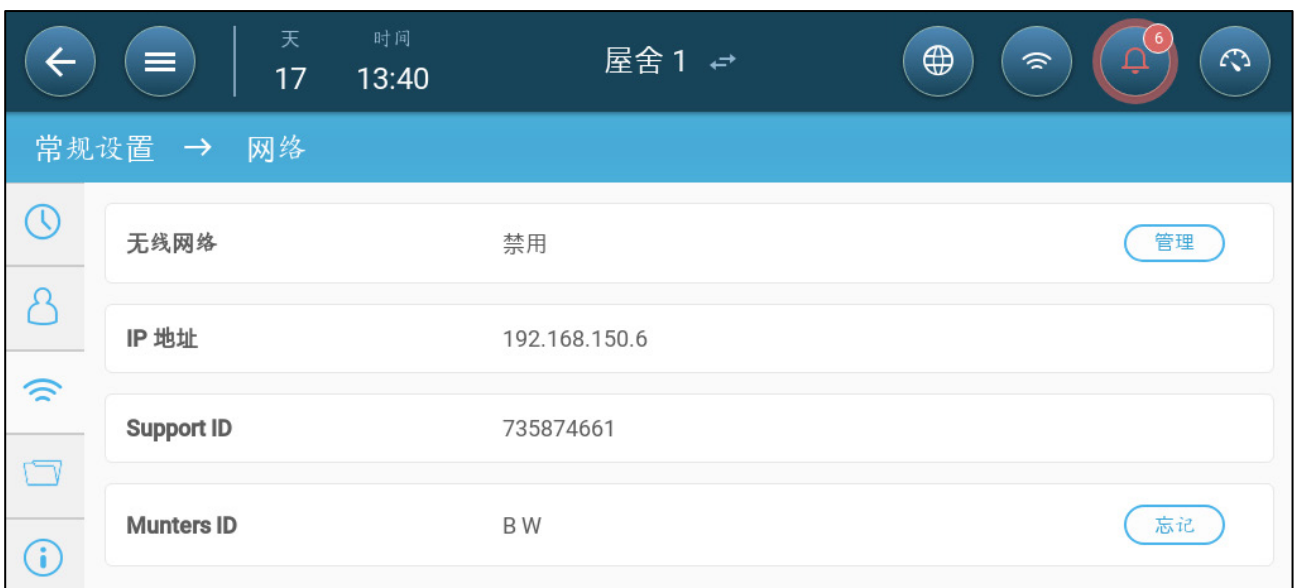 天 时间
17 13:40
屋舍 1
6
常规设置 → 网络
无线网络 禁用 管理
IP 地址 192.168.150.6
Support ID 735874661
Munters ID B W 忘记